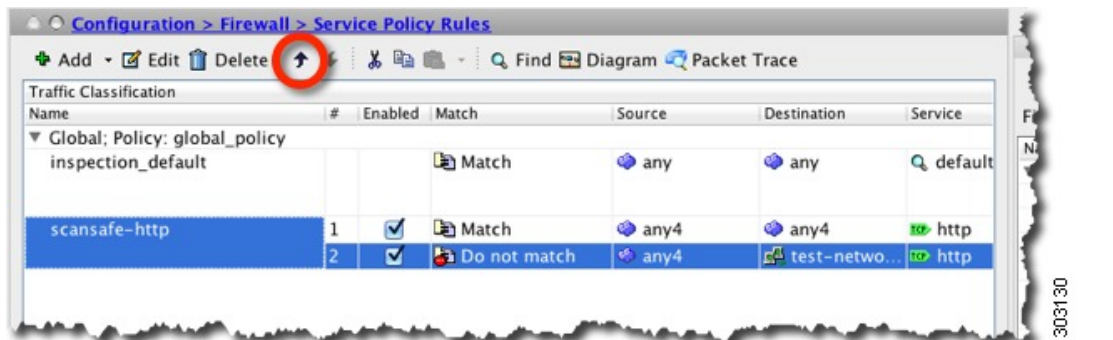 Configuration > Firewall > Service Policy Rules
Add Edit Delete Find Diagram Packet Trace
Traffic Classification
Name # Enabled Match Source Destination Service
Global; Policy: global_policy
inspection_default Match any any default
scansafe-http 1 Match any4 any4 TCP http
2 Do not match any4 test-netwo... TCP http
303130